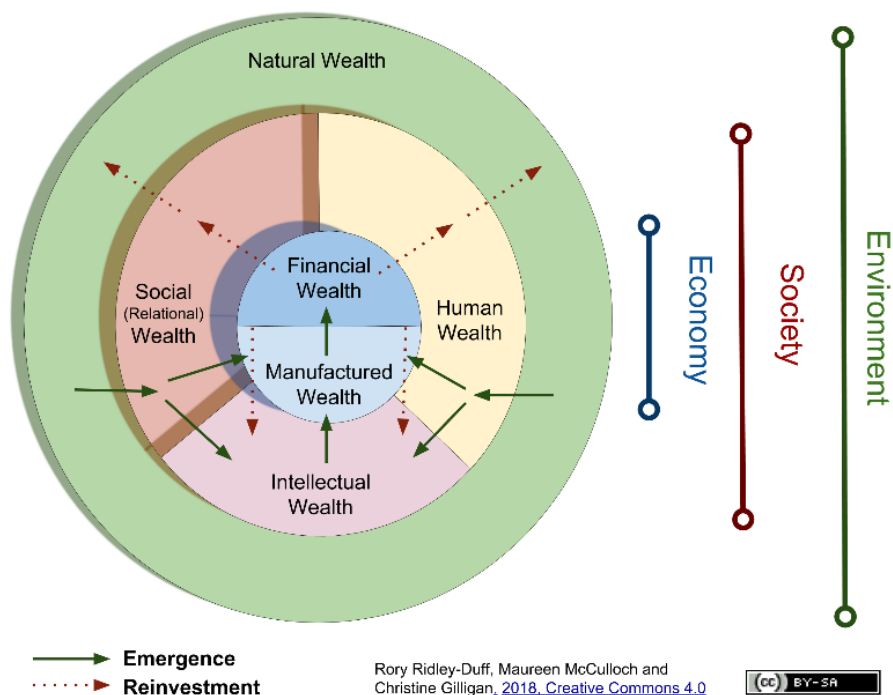 Natural Wealth
Financial
Wealth
Social
(Relational)
Wealth
Human
Wealth
Manufactured
Wealth
Intellectual
Wealth
Economy
Society
Environment
Emergence
Reinvestment
Rory Ridley-Duff, Maureen McCulloch and
Christine Gilligan, 2018, Creative Commons 4.0
(cc) BY-SA